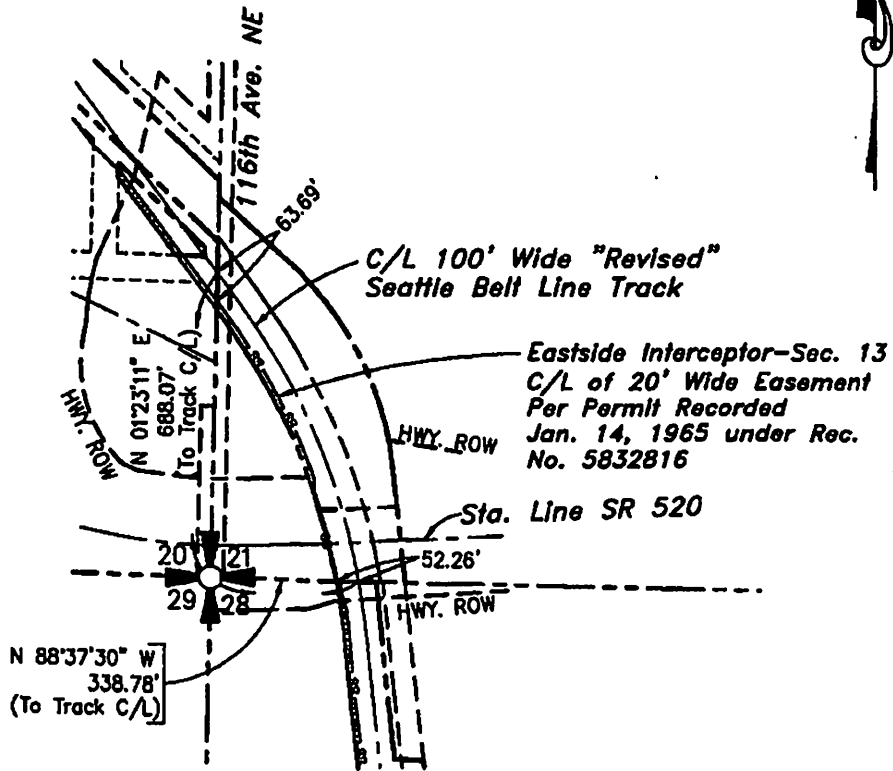 116th Ave. NE
63.69'
C/L 100' Wide "Revised"
Seattle Belt Line Track
Eastside Interceptor-Sec. 13
C/L of 20' Wide Easement
Per Permit Recorded
Jan. 14, 1965 under Rec.
No. 5832816
N 01°23'11" E
688.07'
(To Track C/L)
HWY. ROW
HWY. ROW
Sta. Line SR 520
20
21
29
28
52.26'
HWY. ROW
N 88°37'30" W
338.78'
(To Track C/L)